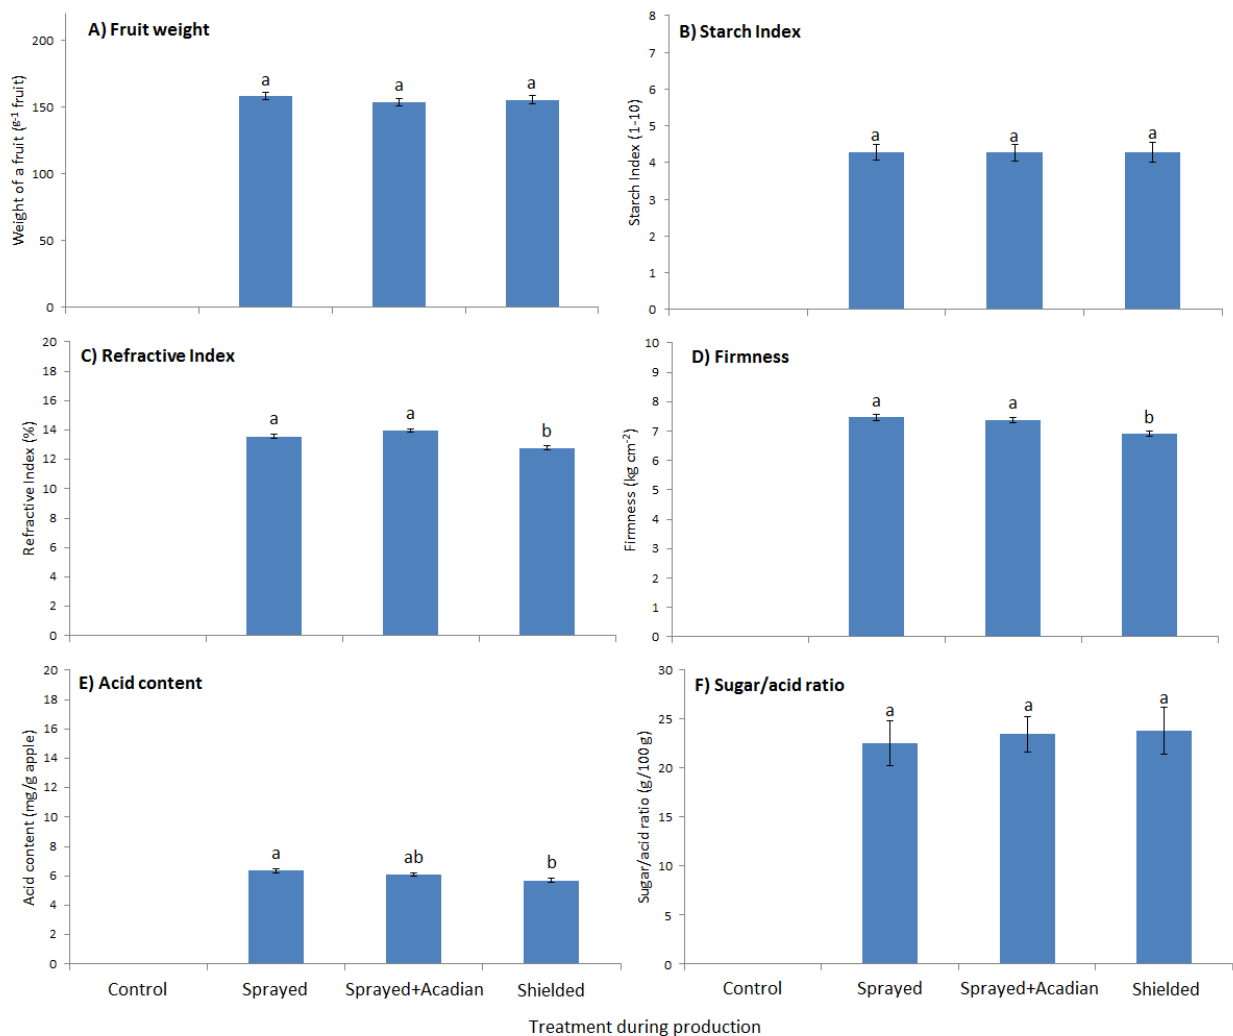 A) Fruit weight
Weight of a fruit (g-1 fruit)
200
150
100
50
0
a
a
a
B) Starch Index
Starch Index (1-10)
8
7
6
5
4
3
2
1
0
a
a
a
C) Refractive Index
Refractive Index (%)
20
18
16
14
12
10
8
6
4
2
0
a
a
b
D) Firmness
Firmness (kg cm-2)
10
9
8
7
6
5
4
3
2
1
0
a
a
b
E) Acid content
Acid content (mg/g apple)
20
18
16
14
12
10
8
6
4
2
0
a
ab
b
Control
Sprayed
Sprayed+Acadian
Shielded
F) Sugar/acid ratio
Sugar/acid ratio (g/100 g)
30
25
20
15
10
5
0
a
a
a
Control
Sprayed
Sprayed+Acadian
Shielded
Treatment during production